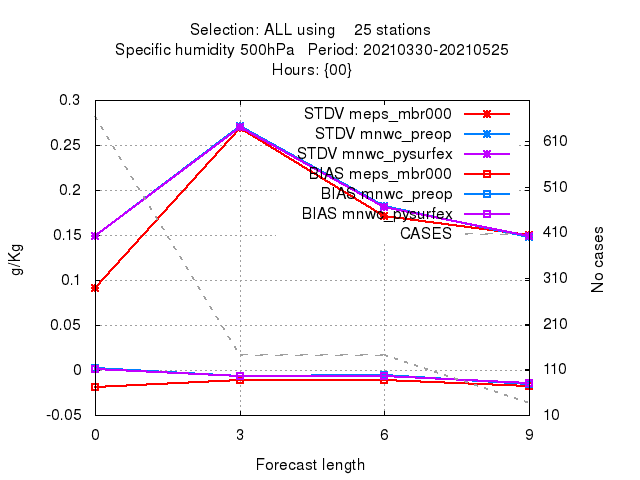 Selection: ALL using    25 stations
Specific humidity 500hPa   Period: 20210330-20210525
Hours: {00}
0.3
0.25
0.2
0.15
0.1
0.05
0
-0.05
g/Kg
STDV meps_mbr000
STDV mnwc_preop
STDV mnwc_pysurfex
BIAS meps_mbr000
BIAS mnwc_preop
BIAS mnwc_pysurfex
CASES
610
510
410
310
210
110
10
No cases
0 3 6 9
Forecast length